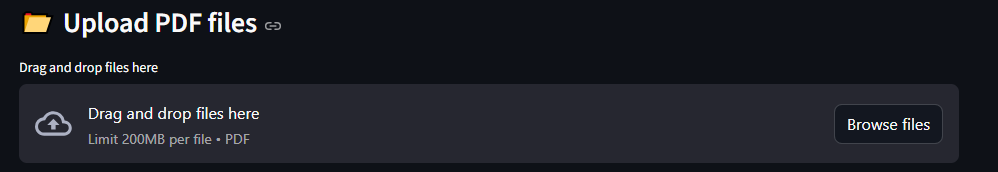 Upload PDF files
Drag and drop files here
Drag and drop files here
Limit 200MB per file • PDF
Browse files